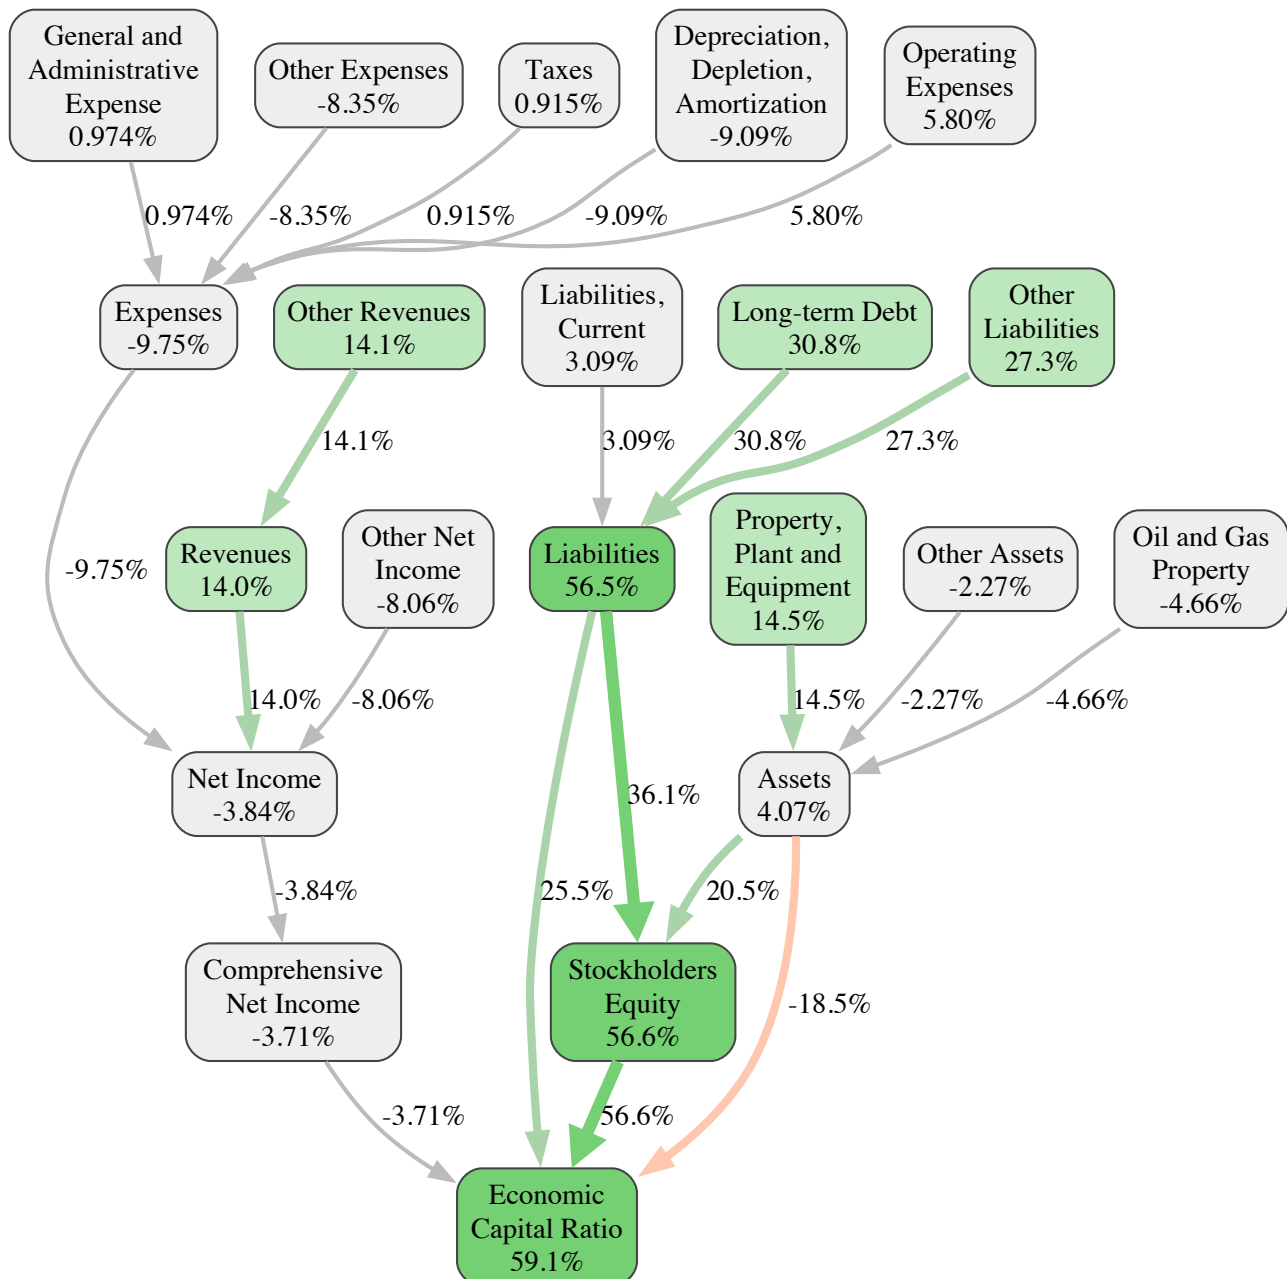 General and
Administrative
Expense
0.974%
Other Expenses
-8.35%
Taxes
0.915%
Depreciation,
Depletion,
Amortization
-9.09%
Operating
Expenses
5.80%
0.974%
-8.35%
0.915%
-9.09%
5.80%
Expenses
-9.75%
Other Revenues
14.1%
Liabilities,
Current
3.09%
Long-term Debt
30.8%
Other
Liabilities
27.3%
14.1%
3.09%
30.8%
27.3%
-9.75%
Revenues
14.0%
Other Net
Income
-8.06%
Liabilities
56.5%
Property,
Plant and
Equipment
14.5%
Other Assets
-2.27%
Oil and Gas
Property
-4.66%
14.0%
-8.06%
14.5%
-2.27%
-4.66%
Net Income
-3.84%
36.1%
Assets
4.07%
-3.84%
25.5%
20.5%
Comprehensive
Net Income
-3.71%
Stockholders
Equity
56.6%
-18.5%
-3.71%
56.6%
Economic
Capital Ratio
59.1%